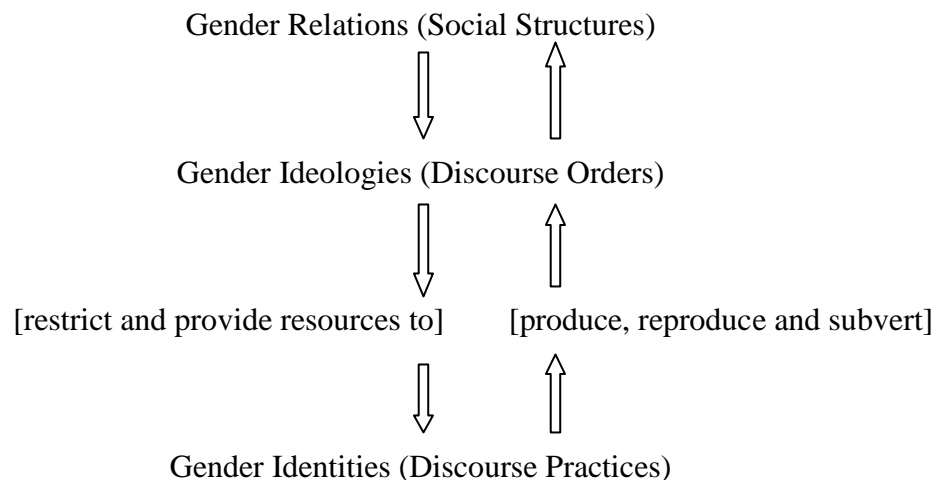 Gender Relations (Social Structures)
Gender Ideologies (Discourse Orders)
[restrict and provide resources to] [produce, reproduce and subvert]
Gender Identities (Discourse Practices)